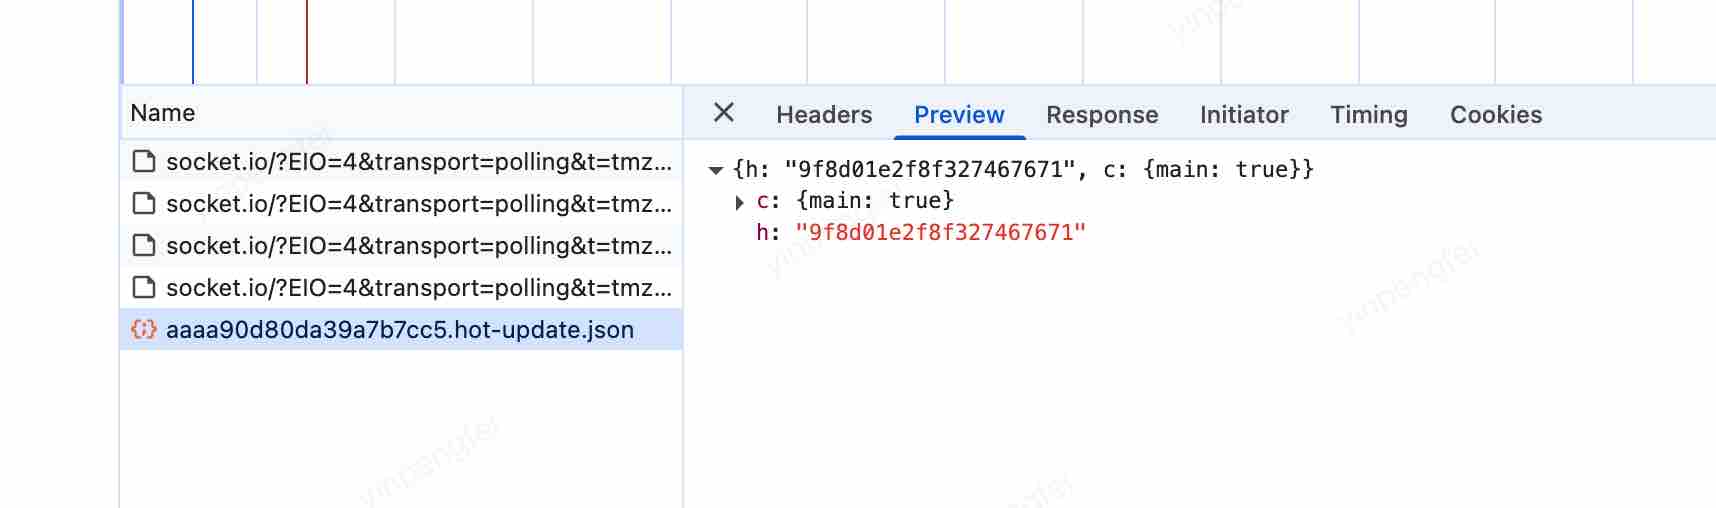 Name
Headers Preview Response Initiator Timing Cookies
socket.io/?EIO=4&transport=polling&t=tmz...
socket.io/?EIO=4&transport=polling&t=tmz...
socket.io/?EIO=4&transport=polling&t=tmz...
socket.io/?EIO=4&transport=polling&t=tmz...
aaaa90d80da39a7b7cc5.hot-update.json
{h: "9f8d01e2f8f327467671", c: {main: true}}
c: {main: true}
h: "9f8d01e2f8f327467671"
yinpengfei
yinpengfei